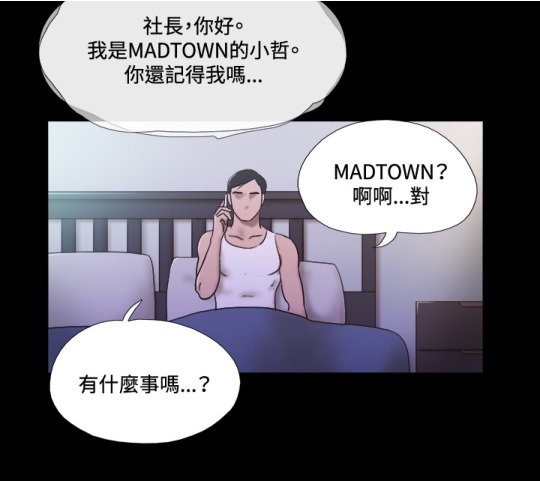 社長，你好。
我是MADTOWN的小哲。
你還記得我嗎...
MADTOWN？
啊啊...對
有什麼事嗎...？